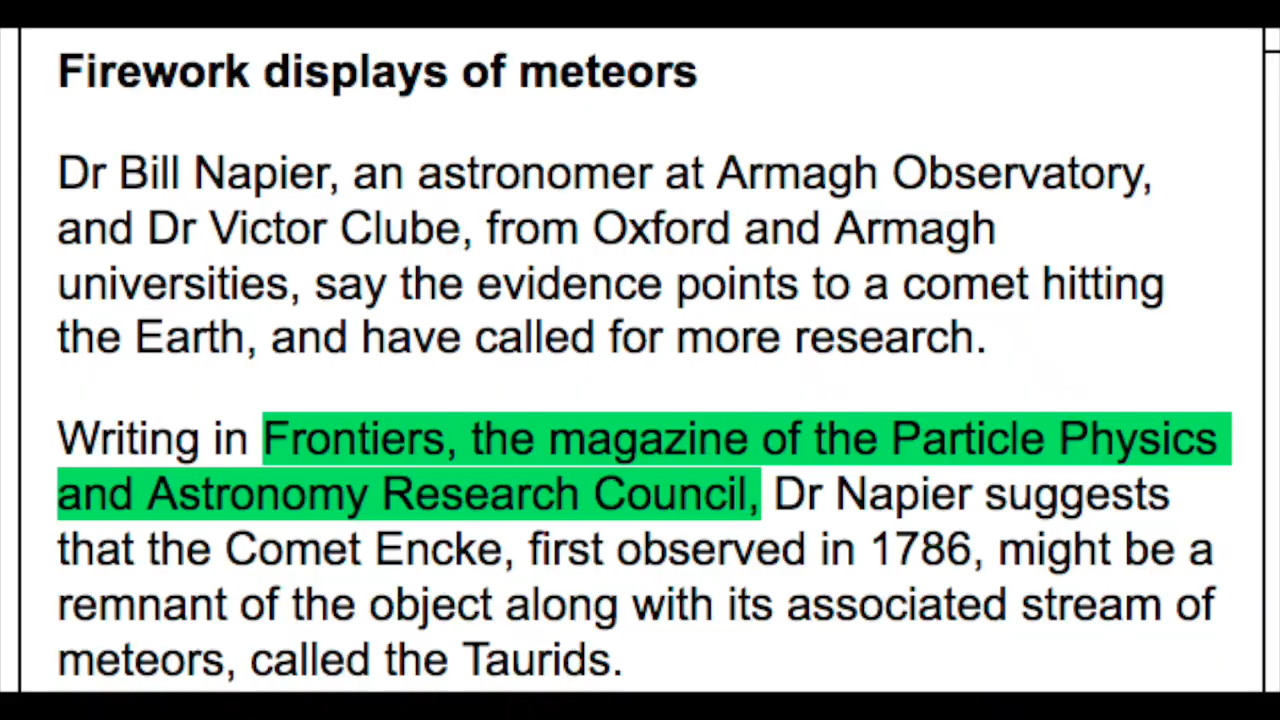 Firework displays of meteors
Dr Bill Napier, an astronomer at Armagh Observatory,
and Dr Victor Clube, from Oxford and Armagh
universities, say the evidence points to a comet hitting
the Earth, and have called for more research.
Writing in Frontiers, the magazine of the Particle Physics
and Astronomy Research Council, Dr Napier suggests
that the Comet Encke, first observed in 1786, might be a
remnant of the object along with its associated stream of
meteors, called the Taurids.